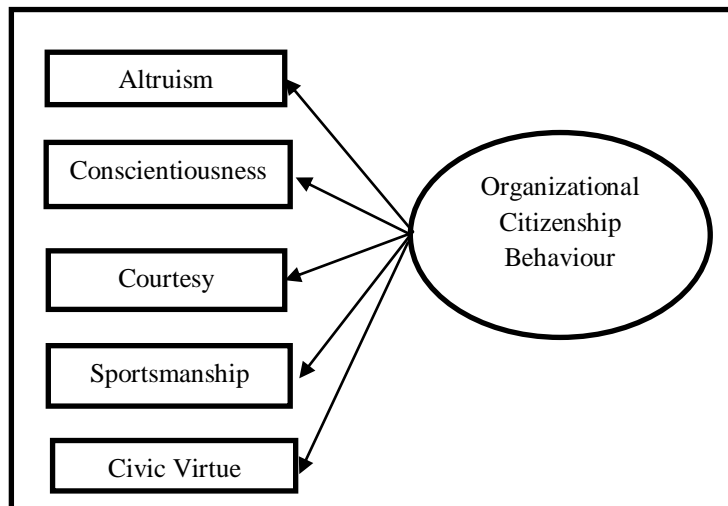 Altruism
Conscientiousness
Courtesy
Sportsmanship
Civic Virtue
Organizational
Citizenship
Behaviour